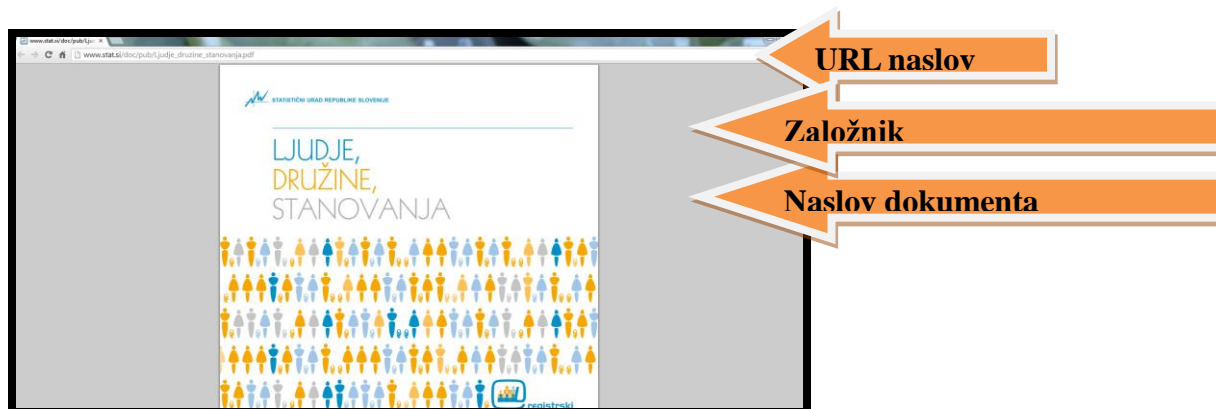 www.stat.si/doc/pub/Ljud
www.stat.si/doc/pub/Ljudje_druzine_stanovanja.pdf
URL naslov
STATISTIČNI URAD REPUBLIKE SLOVENIJE
Založnik
LJUDJE,
DRUŽINE,
STANOVANJA
Naslov dokumenta
registrski